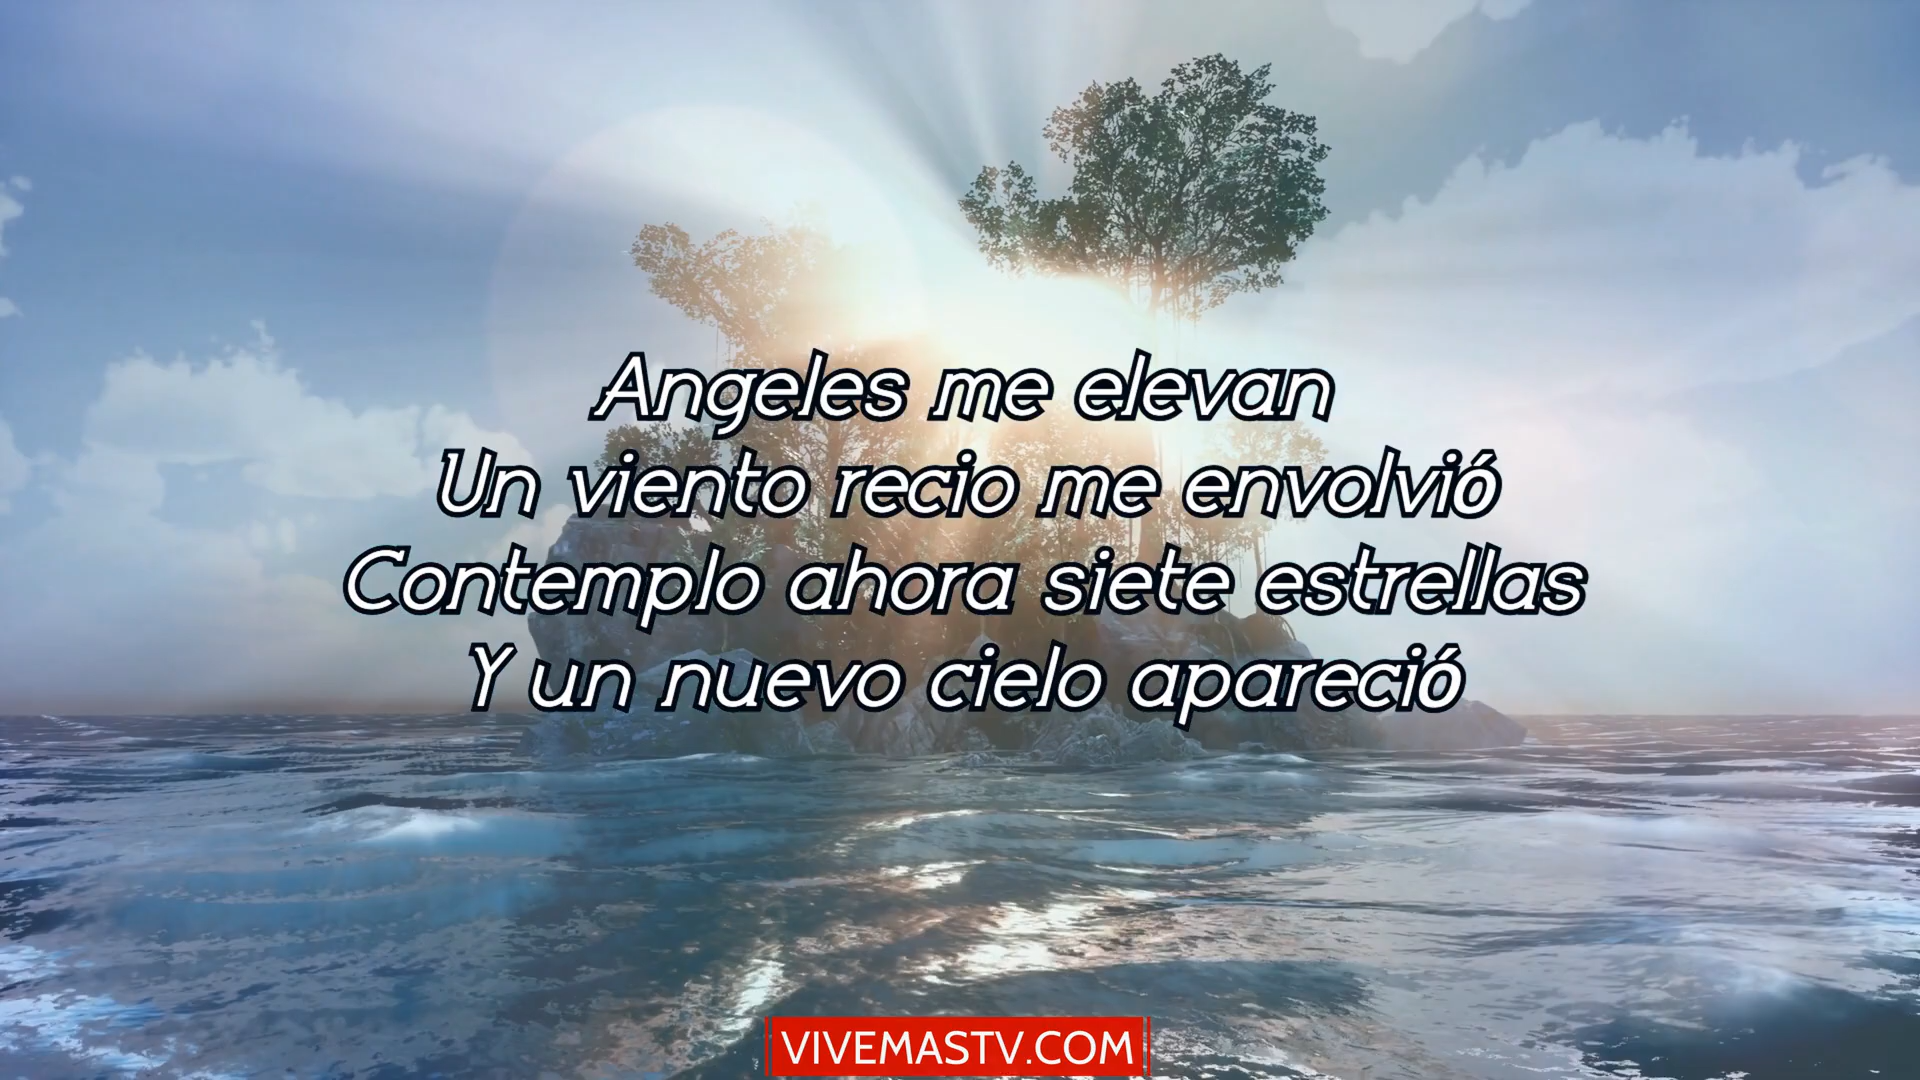 Angeles me elevan
Un viento recio me envolvió
Contemplo ahora siete estrellas
Y un nuevo cielo apareció
VIVEMASTV.COM